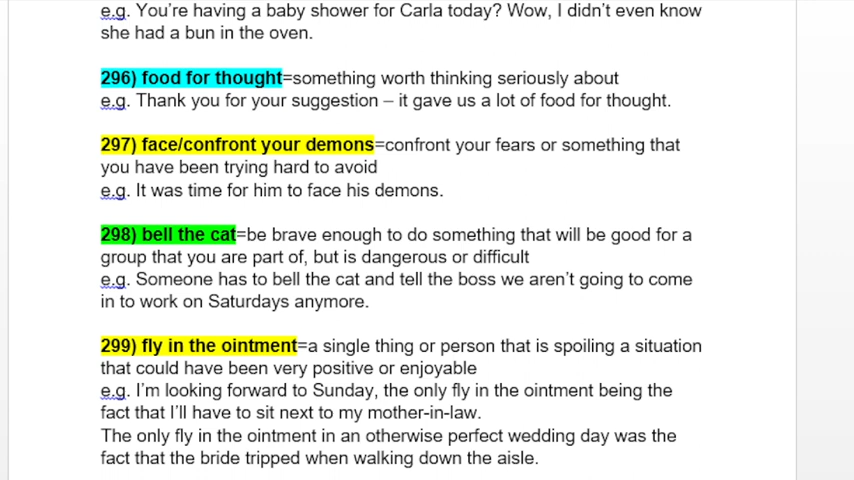 e.g. You’re having a baby shower for Carla today? Wow, I didn’t even know
she had a bun in the oven.
296) food for thought=something worth thinking seriously about
e.g. Thank you for your suggestion – it gave us a lot of food for thought.
297) face/confront your demons=confront your fears or something that
you have been trying hard to avoid
e.g. It was time for him to face his demons.
298) bell the cat=be brave enough to do something that will be good for a
group that you are part of, but is dangerous or difficult
e.g. Someone has to bell the cat and tell the boss we aren’t going to come
in to work on Saturdays anymore.
299) fly in the ointment=a single thing or person that is spoiling a situation
that could have been very positive or enjoyable
e.g. I’m looking forward to Sunday, the only fly in the ointment being the
fact that I’ll have to sit next to my mother-in-law.
The only fly in the ointment in an otherwise perfect wedding day was the
fact that the bride tripped when walking down the aisle.